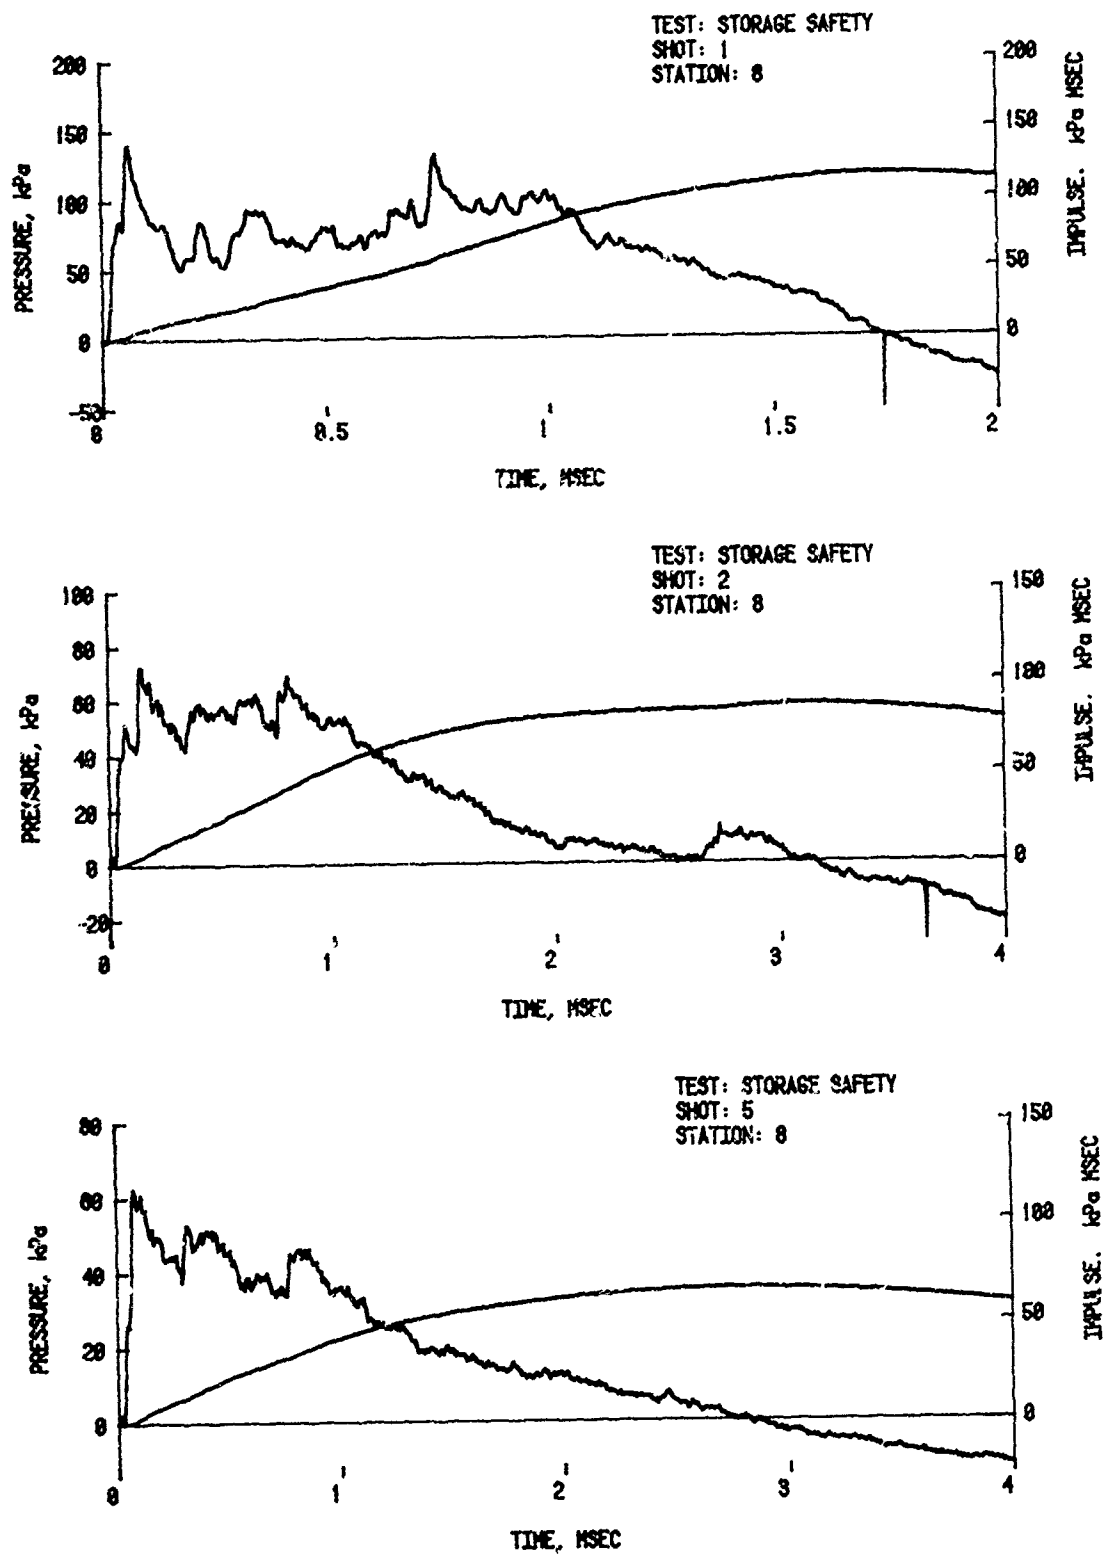 TEST: STORAGE SAFETY
SHOT: 1
STATION: 8
200
150
100
50
0
-50
PRESSURE, kPa
200
150
100
50
0
IMPULSE. kPa MSEC
0
0.5
1
1.5
2
TIME, MSEC
TEST: STORAGE SAFETY
SHOT: 2
STATION: 8
100
80
60
40
20
0
-20
PRESSURE, kPa
150
100
50
0
IMPULSE. kPa MSEC
0
1
2
3
4
TIME, MSEC
TEST: STORAGE SAFETY
SHOT: 5
STATION: 8
80
60
40
20
0
PRESSURE, kPa
150
100
50
0
IMPULSE. kPa MSEC
0
1
2
3
4
TIME, MSEC